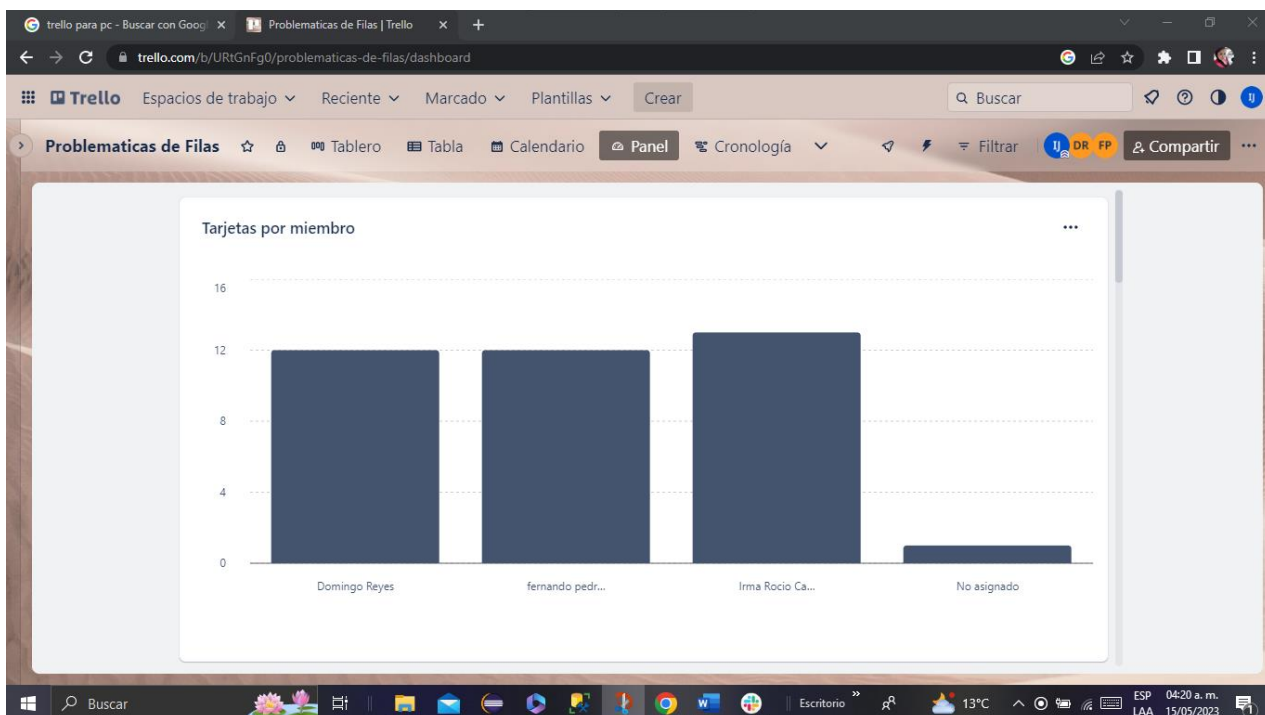 trello para pc - Buscar con Goog
Problematicas de Filas | Trello
trello.com/b/URtGnFg0/problematicas-de-filas/dashboard
Trello Espacios de trabajo Reciente Marcado Plantillas Crear Buscar IJ
Problematicas de Filas Tablero Tabla Calendario Panel Cronología Filtrar IJ DR FP Compartir
Tarjetas por miembro
16
12
8
4
0
Domingo Reyes fernando pedr... Irma Rocio Ca... No asignado
Buscar Escritorio 13°C ESP 04:20 a. m.
LAA 15/05/2023